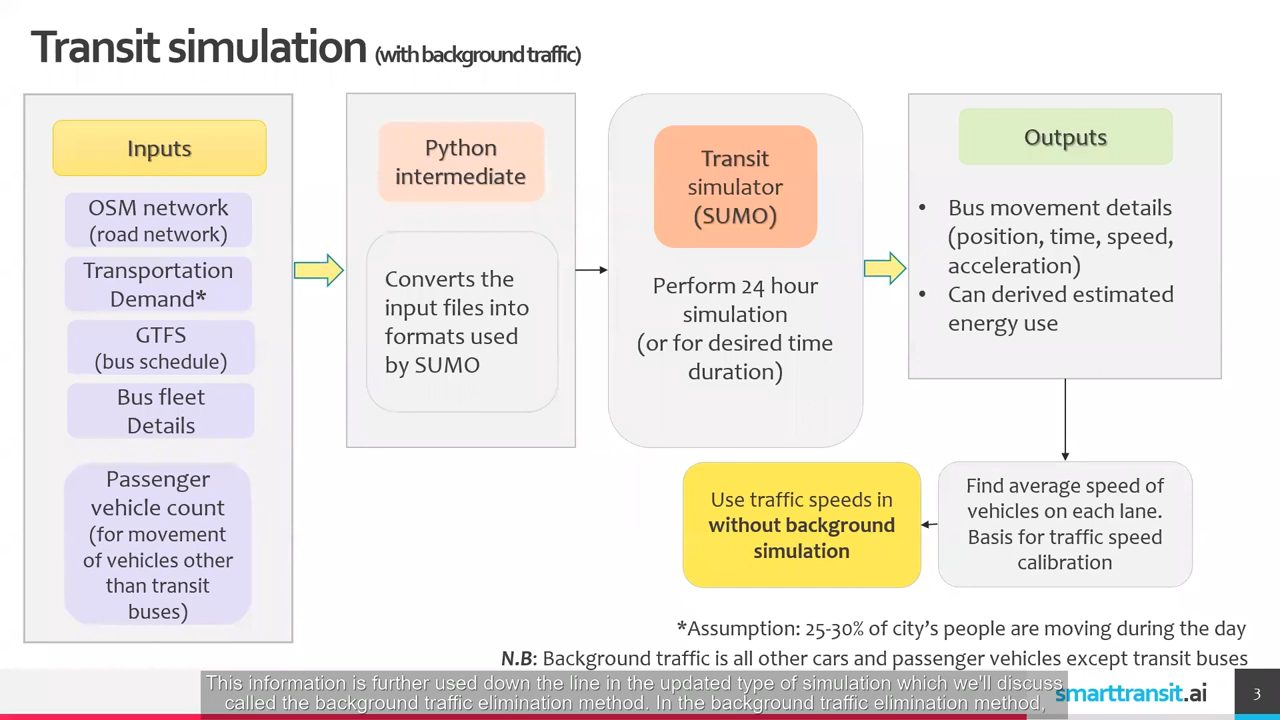 Transit simulation (with background traffic)
Inputs
OSM network
(road network)
Transportation
Demand*
GTFS
(bus schedule)
Bus fleet
Details
Passenger
vehicle count
(for movement
of vehicles other
than transit
buses)
Python
intermediate
Converts the
input files into
formats used
by SUMO
Transit
simulator
(SUMO)
Perform 24 hour
simulation
(or for desired time
duration)
Outputs
• Bus movement details
(position, time, speed,
acceleration)
• Can derived estimated
energy use
Find average speed of
vehicles on each lane.
Basis for traffic speed
calibration
Use traffic speeds in
without background
simulation
*Assumption: 25-30% of city's people are moving during the day
N.B: Background traffic is all other cars and passenger vehicles except transit buses
This information is further used down the line in the updated type of simulation which we'll discuss
called the background traffic elimination method. In the background traffic elimination method,
smarttransit.ai
3